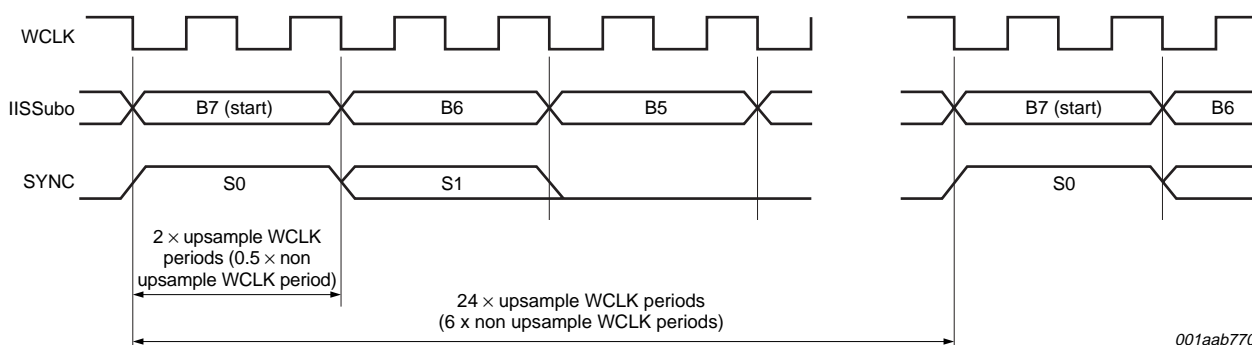 WCLK
IISSubo
B7 (start)
B6
B5
B7 (start)
B6
SYNC
S0
S1
S0
2 × upsample WCLK
periods (0.5 × non
upsample WCLK period)
24 × upsample WCLK periods
(6 x non upsample WCLK periods)
001aab770